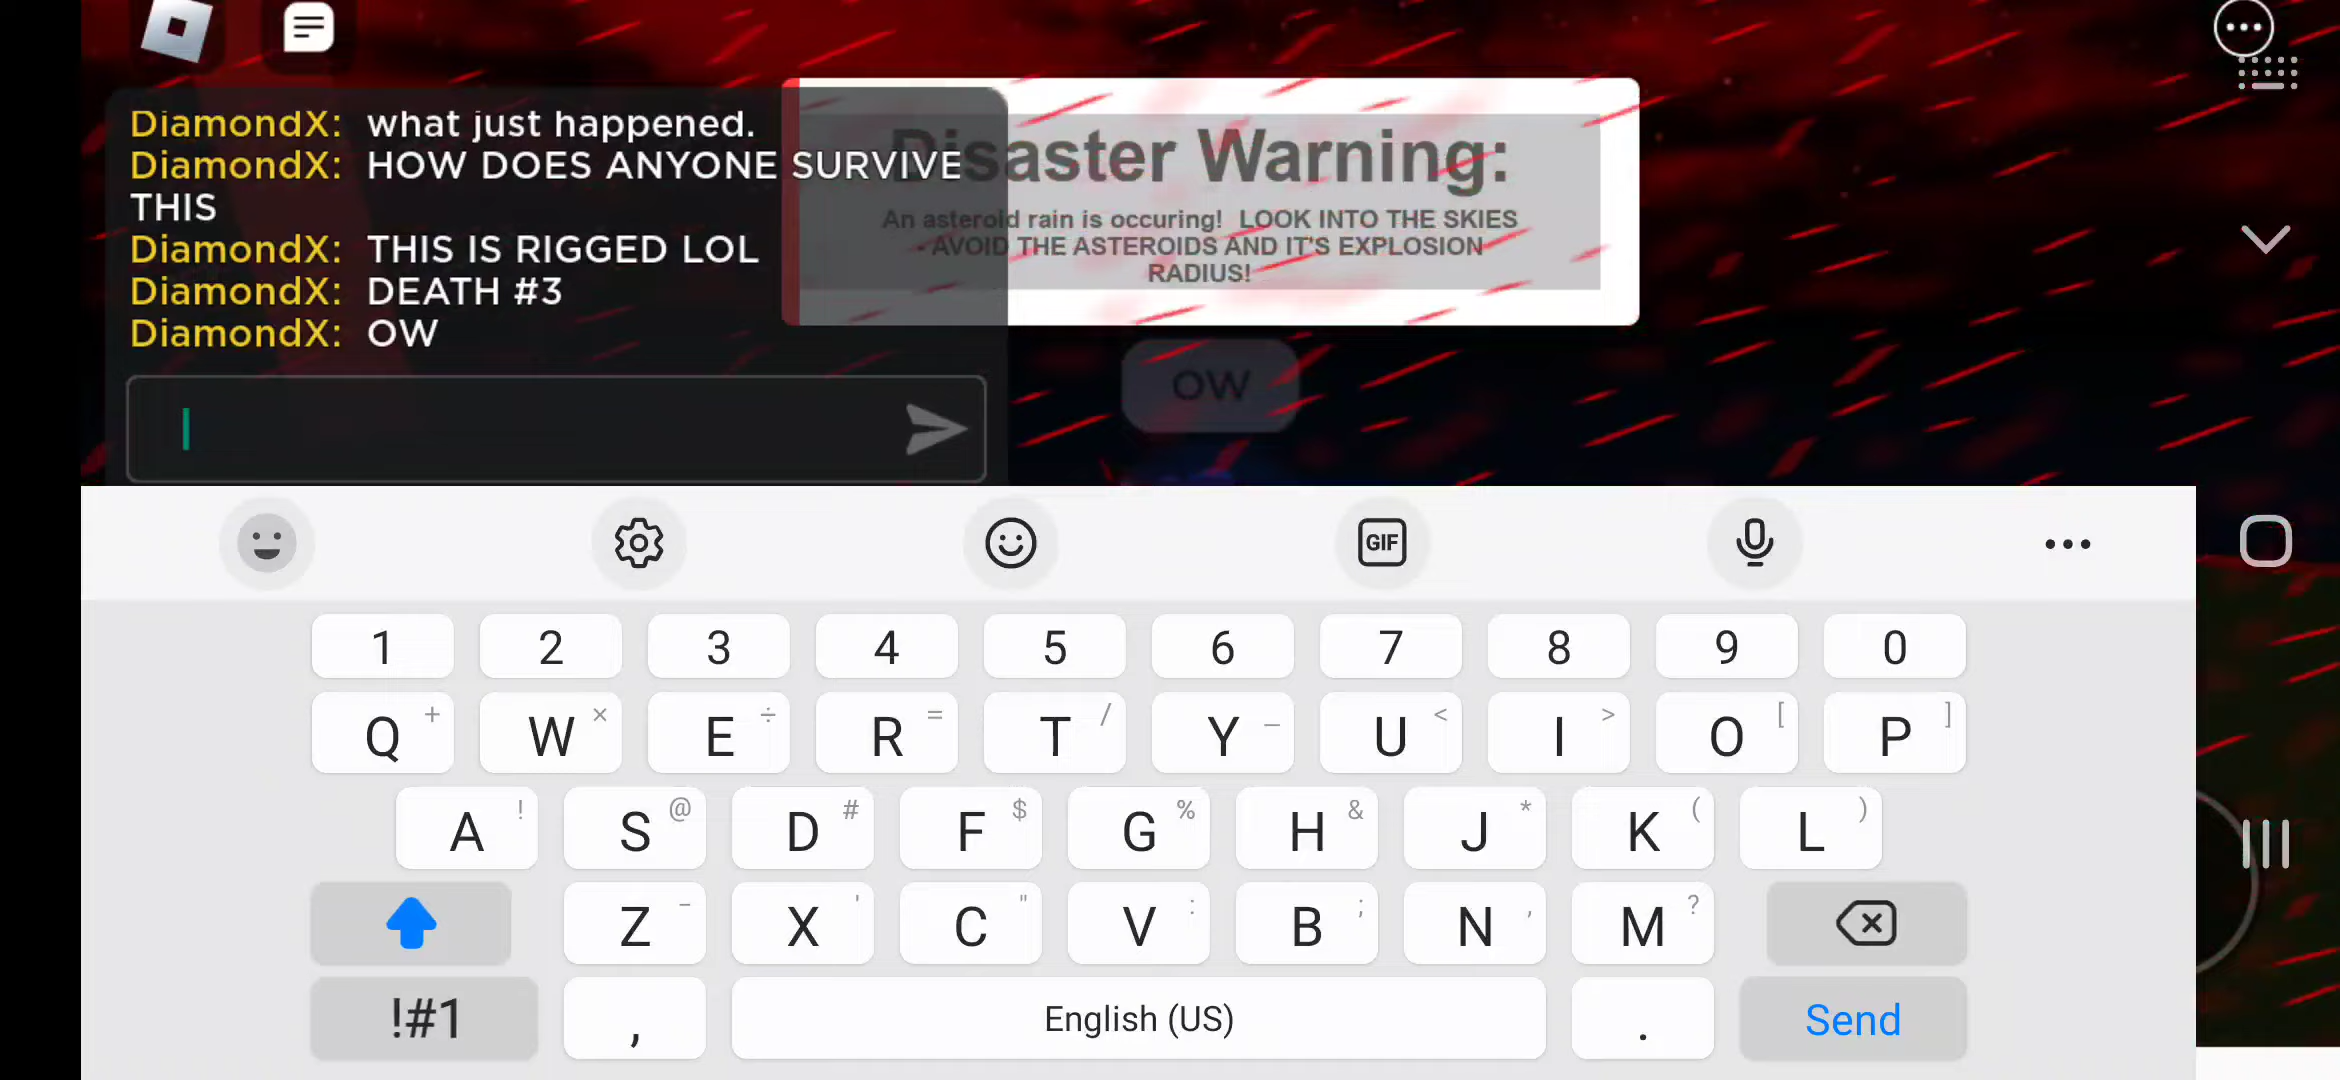 DiamondX: what just happened.
DiamondX: HOW DOES ANYONE SURVIVE
THIS
DiamondX: THIS IS RIGGED LOL
DiamondX: DEATH #3
DiamondX: OW
Disaster Warning:
An asteroid rain is occuring! LOOK INTO THE SKIES
- AVOID THE ASTEROIDS AND IT'S EXPLOSION
RADIUS!
OW
GIF
1 2 3 4 5 6 7 8 9 0
Q + W × E ÷ R = T / Y _ U < I > O [ P ]
A ! S @ D # F $ G % H & J * K ( L )
Z - X ' C " V : B ; N , M ?
!#1 , English (US) . Send